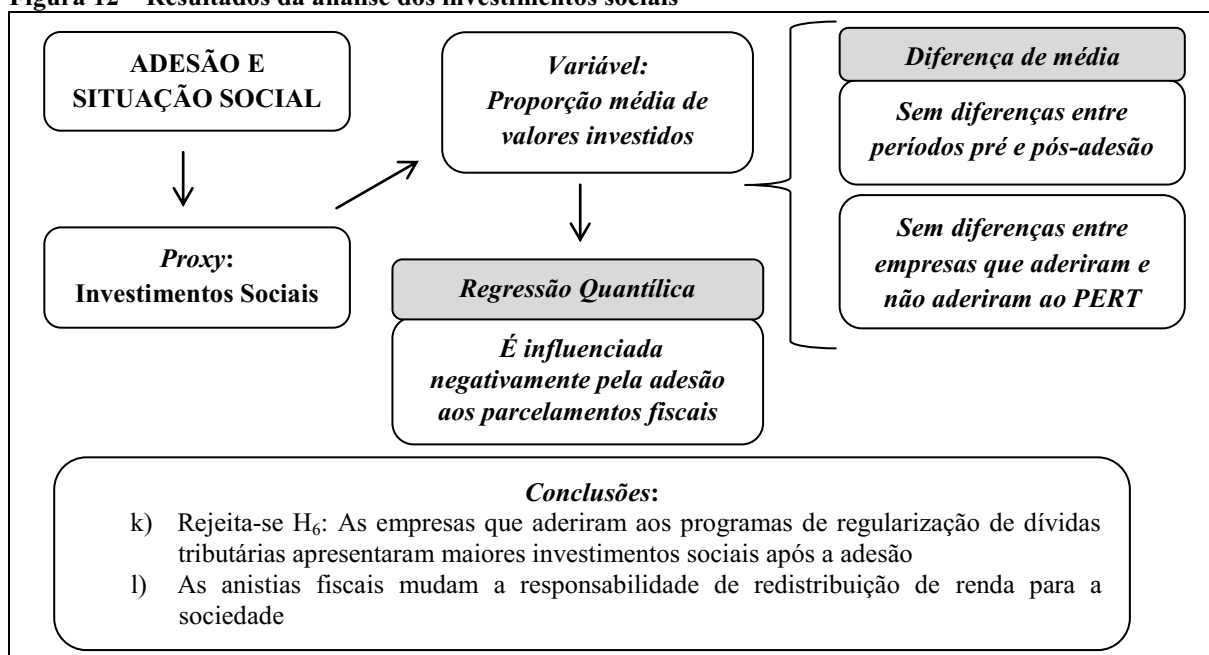 Figura 12 – Resultados da análise dos investimentos sociais
ADESÃO E
SITUAÇÃO SOCIAL
Proxy:
Investimentos Sociais
Variável:
Proporção média de
valores investidos
Regressão Quantílica
É influenciada
negativamente pela adesão
aos parcelamentos fiscais
Diferença de média
Sem diferenças entre
períodos pré e pós-adesão
Sem diferenças entre
empresas que aderiram e
não aderiram ao PERT
Conclusões:
k) Rejeita-se H₆: As empresas que aderiram aos programas de regularização de dívidas
tributárias apresentaram maiores investimentos sociais após a adesão
l) As anistias fiscais mudam a responsabilidade de redistribuição de renda para a
sociedade